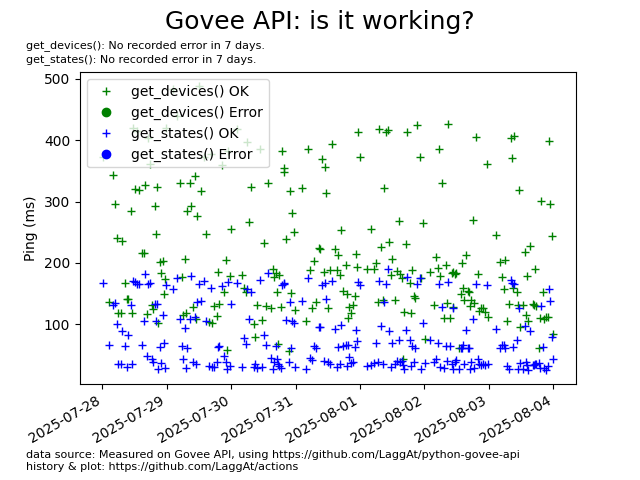 Govee API: is it working?
get_devices(): No recorded error in 7 days.
get_states(): No recorded error in 7 days.
get_devices() OK
get_devices() Error
get_states() OK
get_states() Error
Ping (ms)
500
400
300
200
100
2025-07-28
2025-07-29
2025-07-30
2025-07-31
2025-08-01
2025-08-02
2025-08-03
2025-08-04
data source: Measured on Govee API, using https://github.com/LaggAt/python-govee-api
history & plot: https://github.com/LaggAt/actions